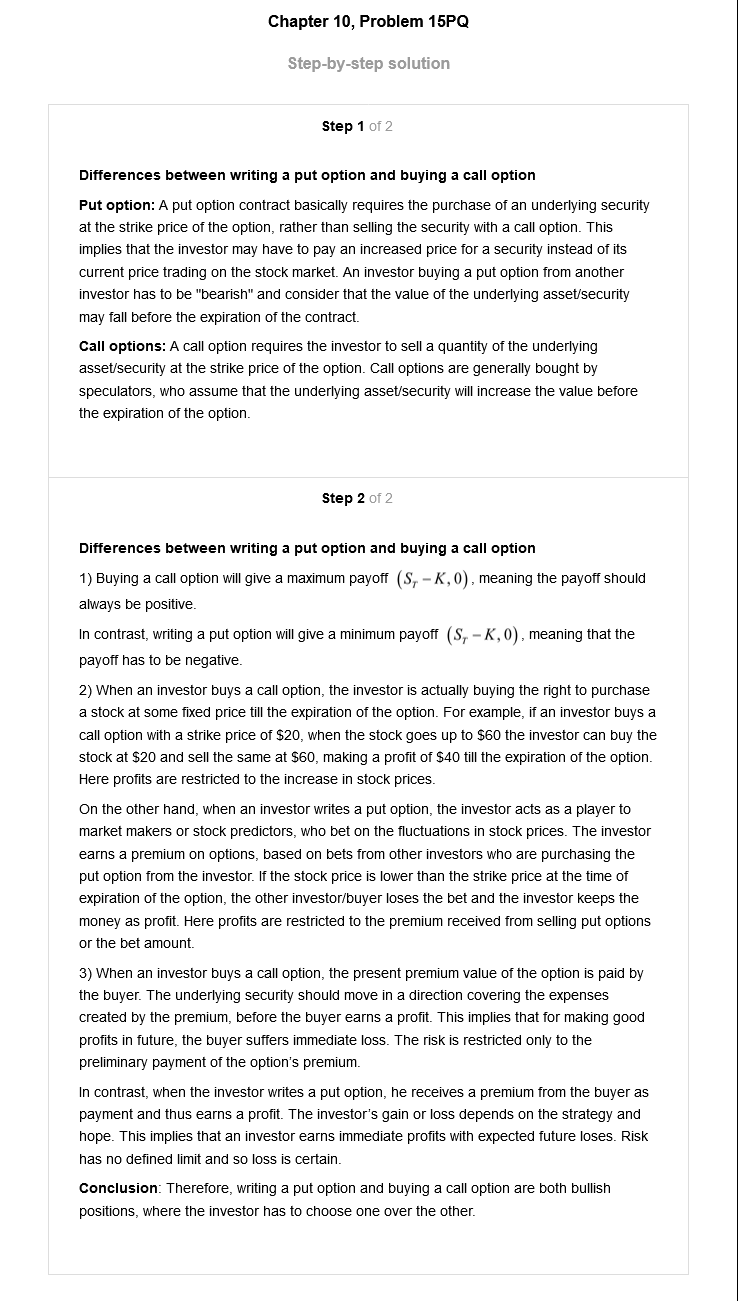 Chapter 10, Problem 15PQ
Step-by-step solution
Step 1 of 2
Differences between writing a put option and buying a call option
Put option: A put option contract basically requires the purchase of an underlying security
at the strike price of the option, rather than selling the security with a call option. This
implies that the investor may have to pay an increased price for a security instead of its
current price trading on the stock market. An investor buying a put option from another
investor has to be "bearish" and consider that the value of the underlying asset/security
may fall before the expiration of the contract.
Call options: A call option requires the investor to sell a quantity of the underlying
asset/security at the strike price of the option. Call options are generally bought by
speculators, who assume that the underlying asset/security will increase the value before
the expiration of the option.
Step 2 of 2
Differences between writing a put option and buying a call option
1) Buying a call option will give a maximum payoff (S_T − K, 0), meaning the payoff should
always be positive.
In contrast, writing a put option will give a minimum payoff (S_T − K, 0), meaning that the
payoff has to be negative.
2) When an investor buys a call option, the investor is actually buying the right to purchase
a stock at some fixed price till the expiration of the option. For example, if an investor buys a
call option with a strike price of $20, when the stock goes up to $60 the investor can buy the
stock at $20 and sell the same at $60, making a profit of $40 till the expiration of the option.
Here profits are restricted to the increase in stock prices.
On the other hand, when an investor writes a put option, the investor acts as a player to
market makers or stock predictors, who bet on the fluctuations in stock prices. The investor
earns a premium on options, based on bets from other investors who are purchasing the
put option from the investor. If the stock price is lower than the strike price at the time of
expiration of the option, the other investor/buyer loses the bet and the investor keeps the
money as profit. Here profits are restricted to the premium received from selling put options
or the bet amount.
3) When an investor buys a call option, the present premium value of the option is paid by
the buyer. The underlying security should move in a direction covering the expenses
created by the premium, before the buyer earns a profit. This implies that for making good
profits in future, the buyer suffers immediate loss. The risk is restricted only to the
preliminary payment of the option's premium.
In contrast, when the investor writes a put option, he receives a premium from the buyer as
payment and thus earns a profit. The investor's gain or loss depends on the strategy and
hope. This implies that an investor earns immediate profits with expected future loses. Risk
has no defined limit and so loss is certain.
Conclusion: Therefore, writing a put option and buying a call option are both bullish
positions, where the investor has to choose one over the other.